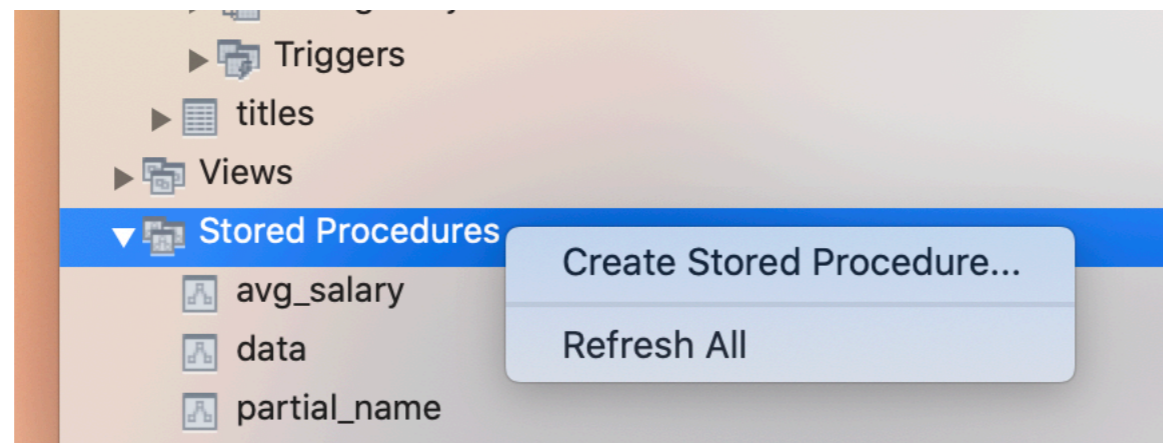 Triggers
titles
Views
Stored Procedures
Create Stored Procedure...
avg_salary
Refresh All
data
partial_name